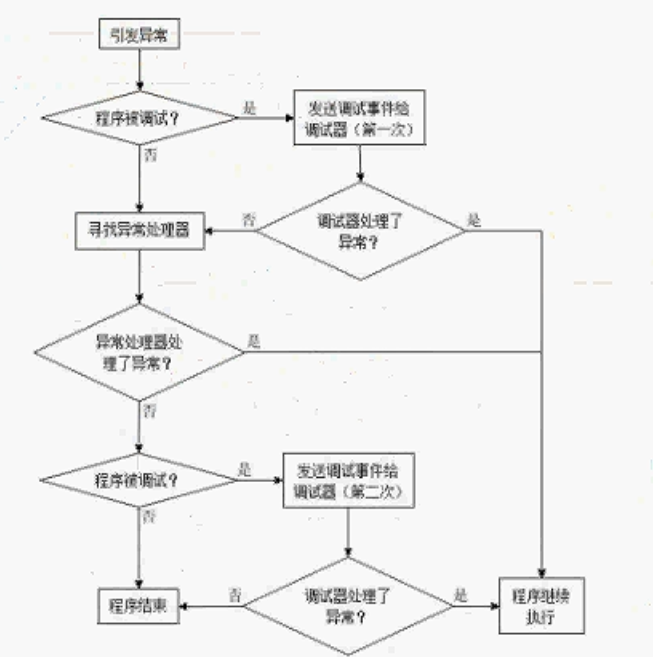 引发异常
程序被调试？
是
发送调试事件给
调试器（第一次）
否
寻找异常处理器
否
调试器处理了
异常？
是
异常处理器处
理了异常？
是
否
程序被调试？
是
发送调试事件给
调试器（第二次）
否
程序结束
否
调试器处理了
异常？
是
程序继续
执行